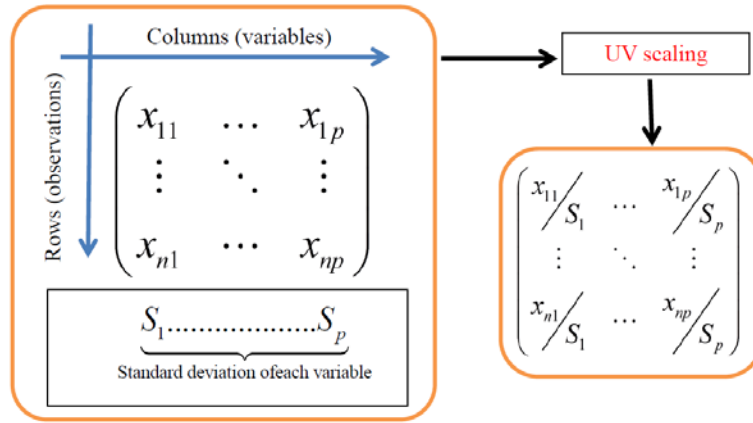 Columns (variables)
Rows (observations)
x11 … x1p
⋮ ⋱ ⋮
xn1 ⋯ xnp
S1....................Sp
Standard deviation ofeach variable
UV scaling
x11/S1 ⋯ x1p/Sp
⋮ ⋱ ⋮
xn1/S1 ⋯ xnp/Sp